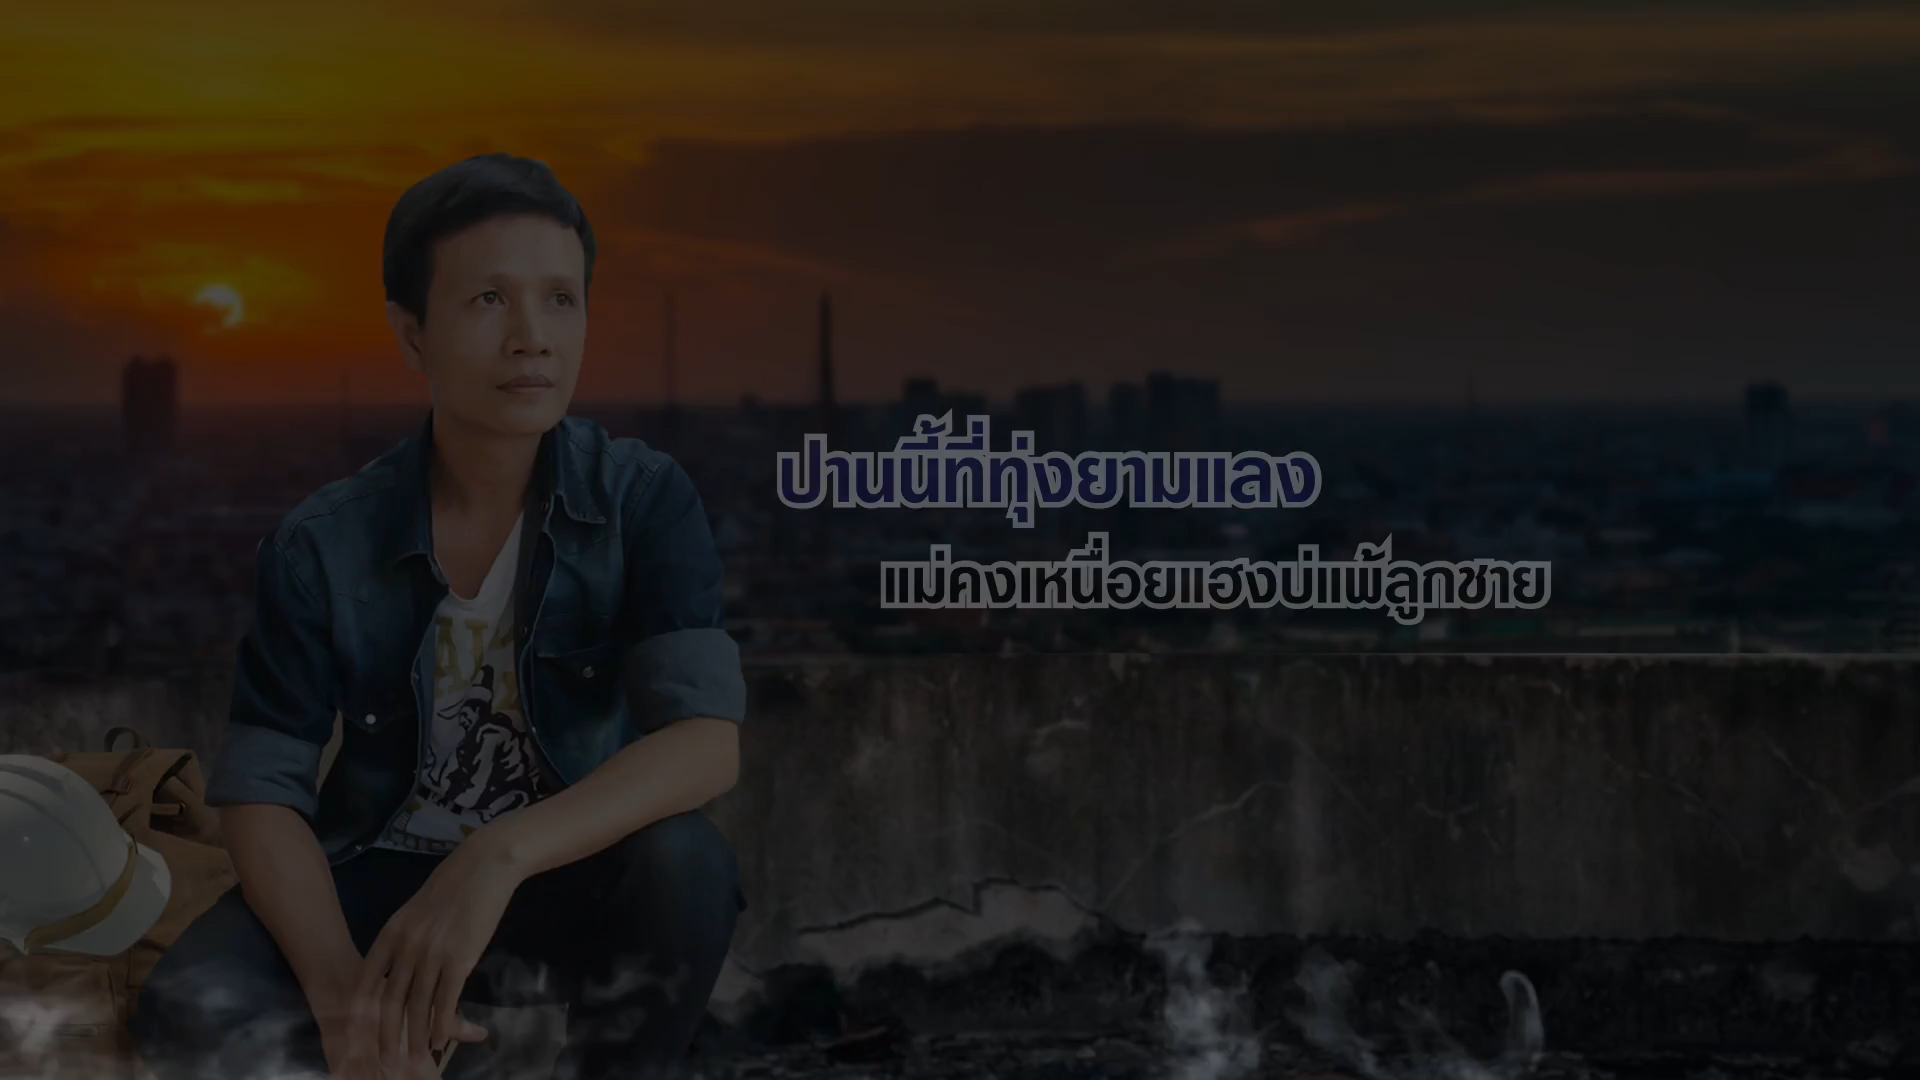 ป่านนี้ที่ทุ่งยามแลง
แม่คงเหนื่อยแฮงบ่แพ้ลูกชาย